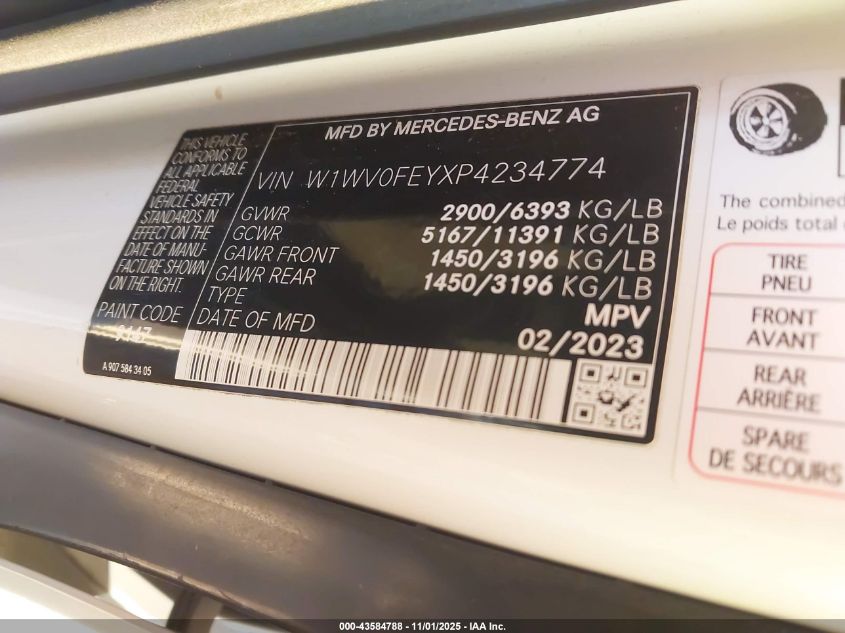 MFD BY MERCEDES-BENZ AG
THIS VEHICLE
CONFORMS TO
ALL APPLICABLE
FEDERAL
VEHICLE SAFETY
STANDARDS IN
EFFECT ON THE
DATE OF MANU-
FACTURE SHOWN
ON THE RIGHT.
PAINT CODE
9147
A 907 584 34 05
VIN W1WV0FEYXP4234774
GVWR 2900/6393 KG/LB
GCWR 5167/11391 KG/LB
GAWR FRONT 1450/3196 KG/LB
GAWR REAR 1450/3196 KG/LB
TYPE MPV
DATE OF MFD 02/2023
The combined
Le poids total
TIRE
PNEU
FRONT
AVANT
REAR
ARRIÈRE
SPARE
DE SECOURS
000-43584788 - 11/01/2025 - IAA Inc.